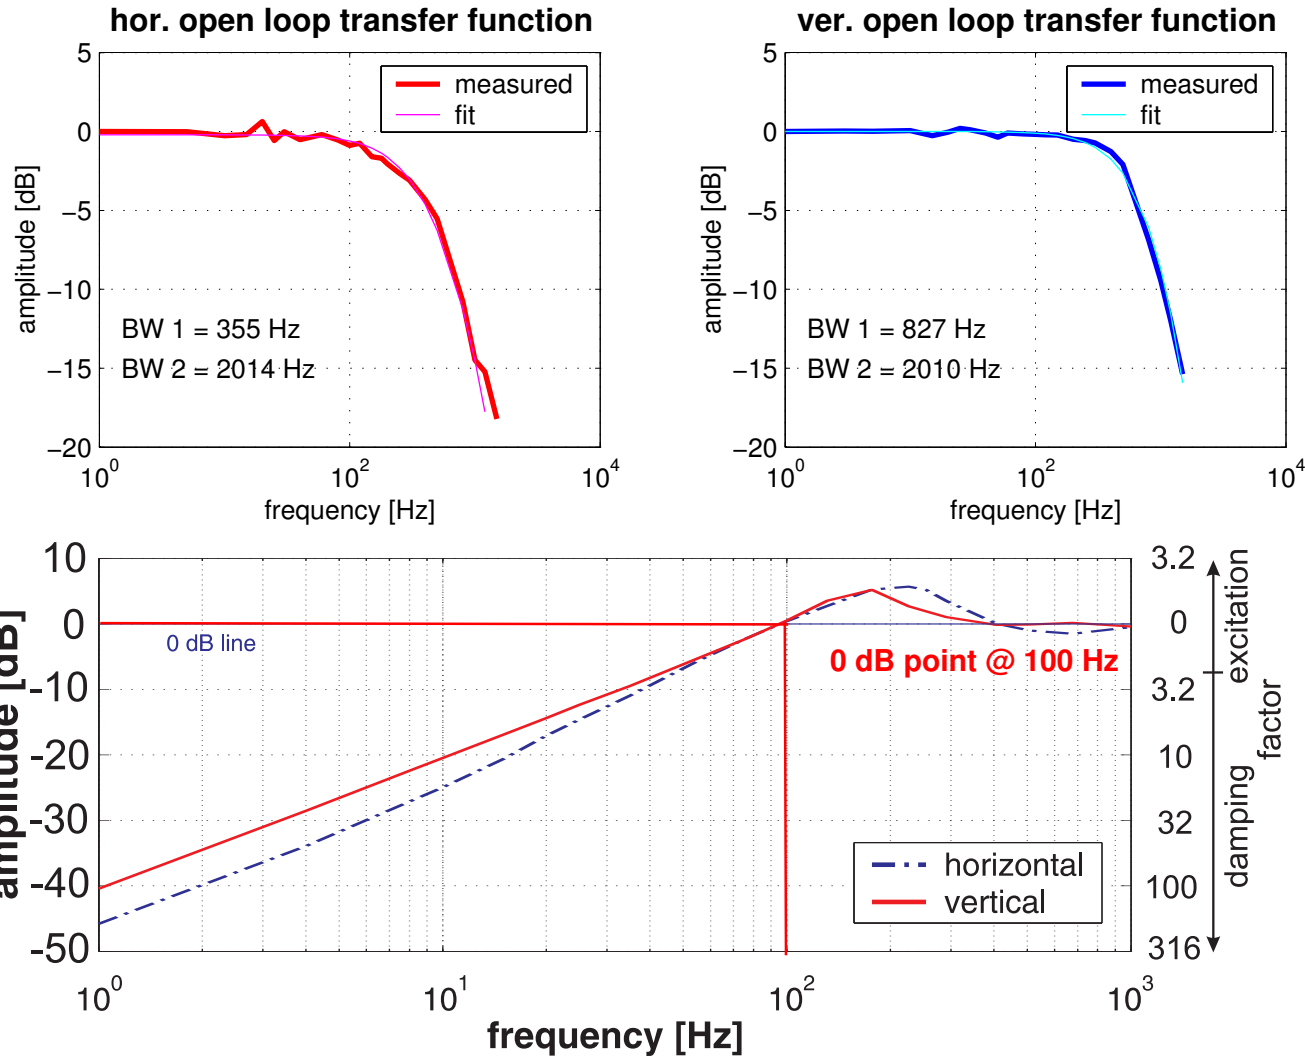 hor. open loop transfer function
5
0
−5
−10
−15
−20
amplitude [dB]
measured
fit
BW 1 = 355 Hz
BW 2 = 2014 Hz
10^0
10^2
10^4
frequency [Hz]
ver. open loop transfer function
5
0
−5
−10
−15
−20
amplitude [dB]
measured
fit
BW 1 = 827 Hz
BW 2 = 2010 Hz
10^0
10^2
10^4
frequency [Hz]
amplitude [dB]
10
0
-10
-20
-30
-40
-50
0 dB line
0 dB point @ 100 Hz
horizontal
vertical
3.2
0
3.2
10
32
100
316
excitation
damping
factor
10^0
10^1
10^2
10^3
frequency [Hz]